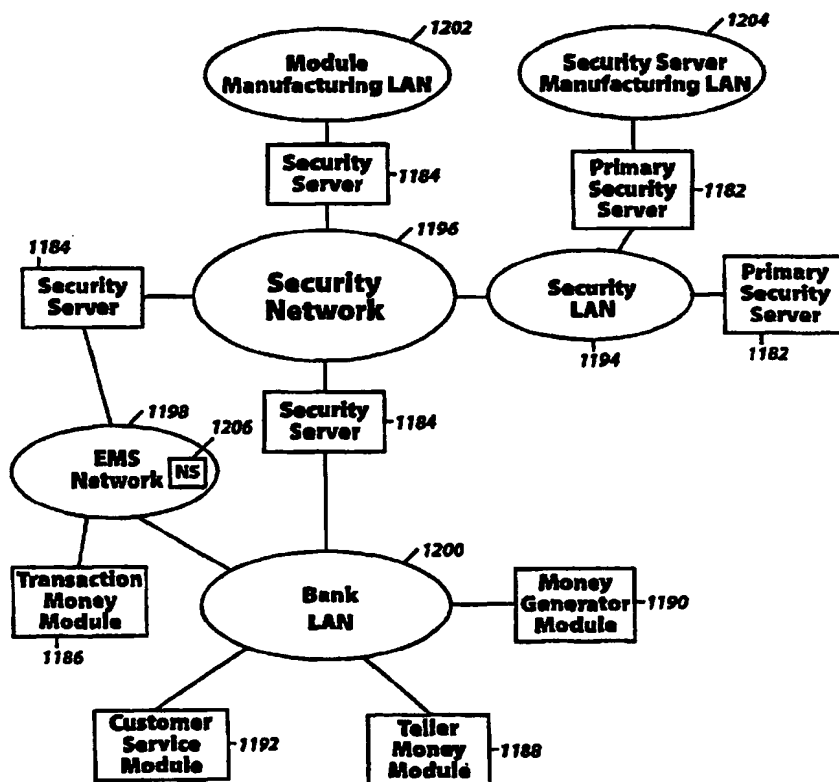 1202
Module
Manufacturing LAN
1204
Security Server
Manufacturing LAN
Security
Server
1184
Primary
Security
Server
1182
1184
Security
Server
1196
Security
Network
Security
LAN
1194
Primary
Security
Server
1182
Security
Server
1184
1198
1206
EMS
Network
NS
Transaction
Money
Module
1186
1200
Bank
LAN
Money
Generator
Module
1190
Customer
Service
Module
1192
Teller
Money
Module
1188